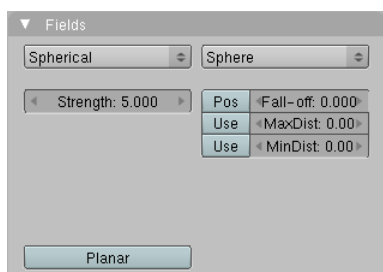 Fields
Spherical
Sphere
Strength: 5.000
Pos
Fall-off: 0.000
Use
MaxDist: 0.00
Use
MinDist: 0.00
Planar